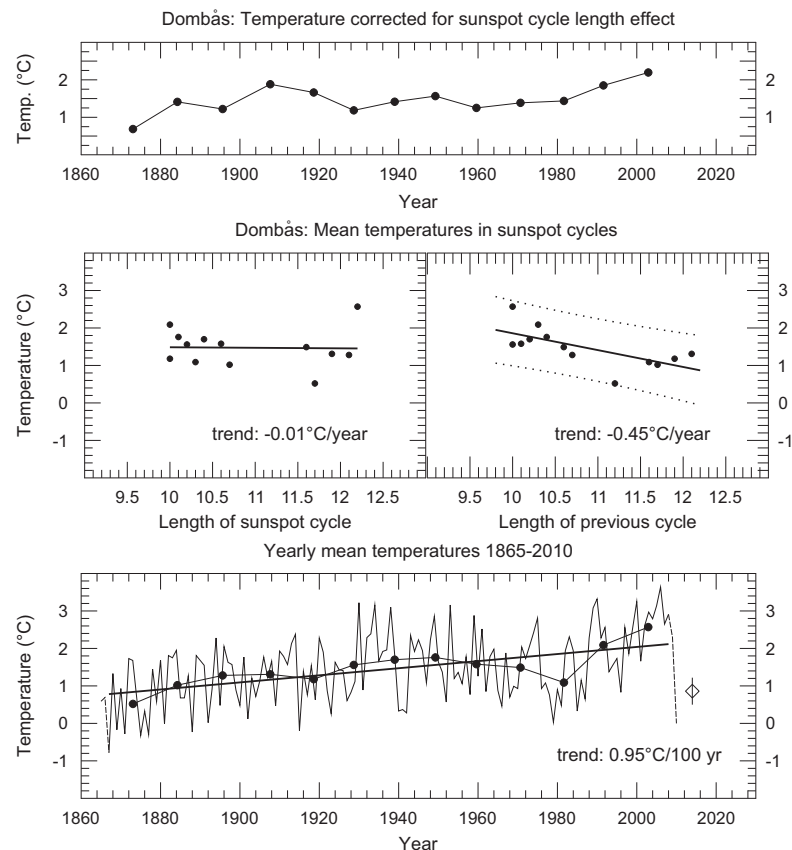 Dombås: Temperature corrected for sunspot cycle length effect
Temp. (°C)
2
1
2
1
1860 1880 1900 1920 1940 1960 1980 2000 2020
Year
Dombås: Mean temperatures in sunspot cycles
Temperature (°C)
3
2
1
0
-1
trend: -0.01°C/year
9.5 10 10.5 11 11.5 12 12.5
Length of sunspot cycle
trend: -0.45°C/year
3
2
1
0
-1
9.5 10 10.5 11 11.5 12 12.5
Length of previous cycle
Yearly mean temperatures 1865-2010
Temperature (°C)
3
2
1
0
-1
3
2
1
0
-1
trend: 0.95°C/100 yr
1860 1880 1900 1920 1940 1960 1980 2000 2020
Year